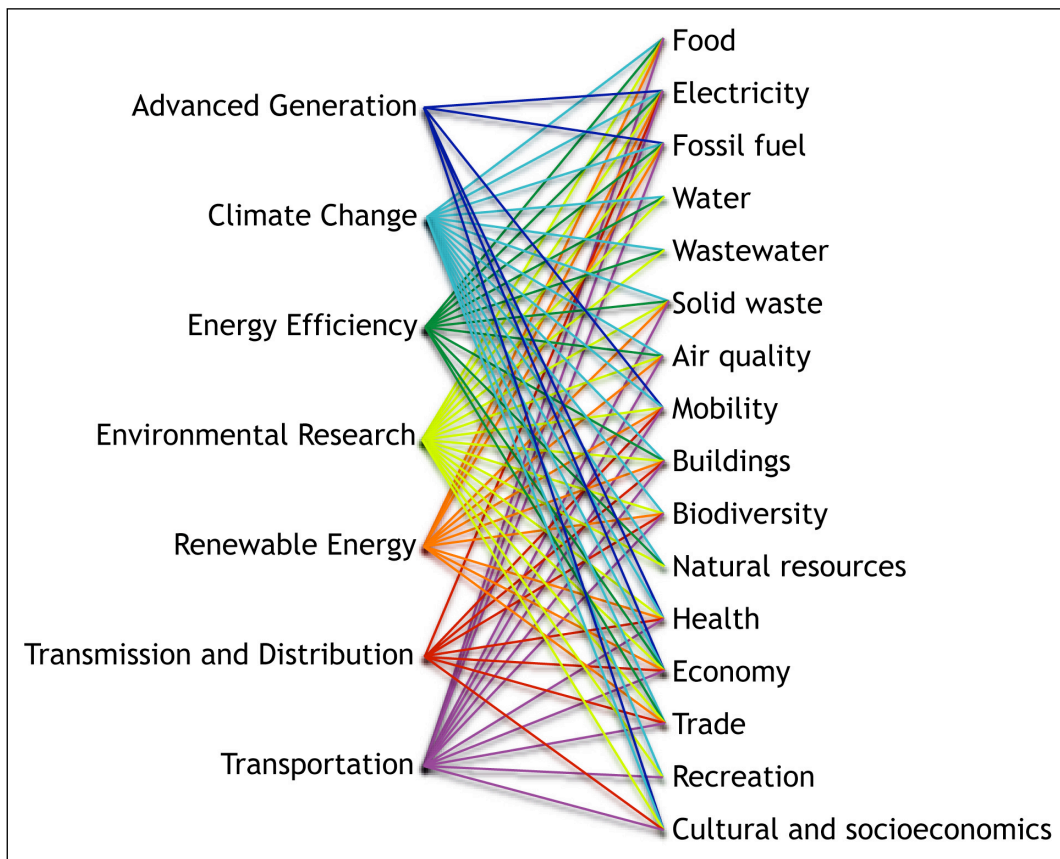 Advanced Generation
Climate Change
Energy Efficiency
Environmental Research
Renewable Energy
Transmission and Distribution
Transportation
Food
Electricity
Fossil fuel
Water
Wastewater
Solid waste
Air quality
Mobility
Buildings
Biodiversity
Natural resources
Health
Economy
Trade
Recreation
Cultural and socioeconomics